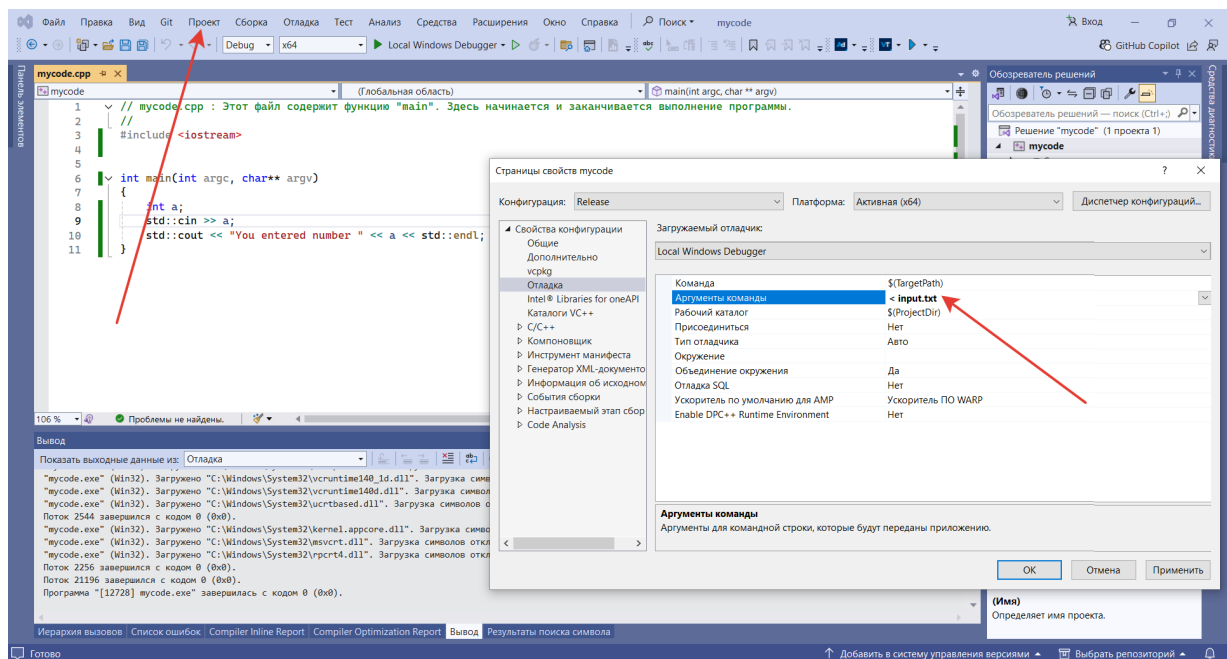 Файл Правка Вид Git Проект Сборка Отладка Тест Анализ Средства Расширения Окно Справка Поиск mycode Вход
Debug x64 Local Windows Debugger GitHub Copilot
Панель элементов
mycode.cpp
mycode (Глобальная область) main(int argc, char ** argv)
1 // mycode.cpp : Этот файл содержит функцию "main". Здесь начинается и заканчивается выполнение программы.
2 //
3 #include <iostream>
4
5
6 int main(int argc, char** argv)
7 {
8 int a;
9 std::cin >> a;
10 std::cout << "You entered number " << a << std::endl;
11 }
Обозреватель решений
Обозреватель решений — поиск (Ctrl+;)
Решение "mycode" (1 проекта 1)
mycode
Средства диагностик
Страницы свойств mycode
Конфигурация: Release Платформа: Активная (x64) Диспетчер конфигураций...
Свойства конфигурации
Общие
Дополнительно
vcpkg
Отладка
Intel® Libraries for oneAPI
Каталоги VC++
C/C++
Компоновщик
Инструмент манифеста
Генератор XML-документо
Информация об исходном
События сборки
Настраиваемый этап сбор
Code Analysis
Загружаемый отладчик:
Local Windows Debugger
Команда $(TargetPath)
Аргументы команды < input.txt
Рабочий каталог $(ProjectDir)
Присоединиться Нет
Тип отладчика Авто
Окружение
Объединение окружения Да
Отладка SQL Нет
Ускоритель по умолчанию для AMP Ускоритель ПО WARP
Enable DPC++ Runtime Environment Нет
Аргументы команды
Аргументы для командной строки, которые будут переданы приложению.
OK Отмена Применить
106 % Проблемы не найдены.
Вывод
Показать выходные данные из: Отладка
"mycode.exe" (Win32). Загружено "C:\Windows\System32\vcruntime140_1d.dll". Загрузка симв
"mycode.exe" (Win32). Загружено "C:\Windows\System32\vcruntime140d.dll". Загрузка символ
"mycode.exe" (Win32). Загружено "C:\Windows\System32\ucrtbased.dll". Загрузка символов о
Поток 2544 завершился с кодом 0 (0x0).
"mycode.exe" (Win32). Загружено "C:\Windows\System32\kernel.appcore.dll". Загрузка симво
"mycode.exe" (Win32). Загружено "C:\Windows\System32\msvcrt.dll". Загрузка символов откл
"mycode.exe" (Win32). Загружено "C:\Windows\System32\rpcrt4.dll". Загрузка символов откл
Поток 2256 завершился с кодом 0 (0x0).
Поток 21196 завершился с кодом 0 (0x0).
Программа "[12728] mycode.exe" завершилась с кодом 0 (0x0).
(Имя)
Определяет имя проекта.
Иерархия вызовов Список ошибок Compiler Inline Report Compiler Optimization Report Вывод Результаты поиска символа
Готово Добавить в систему управления версиями Выбрать репозиторий